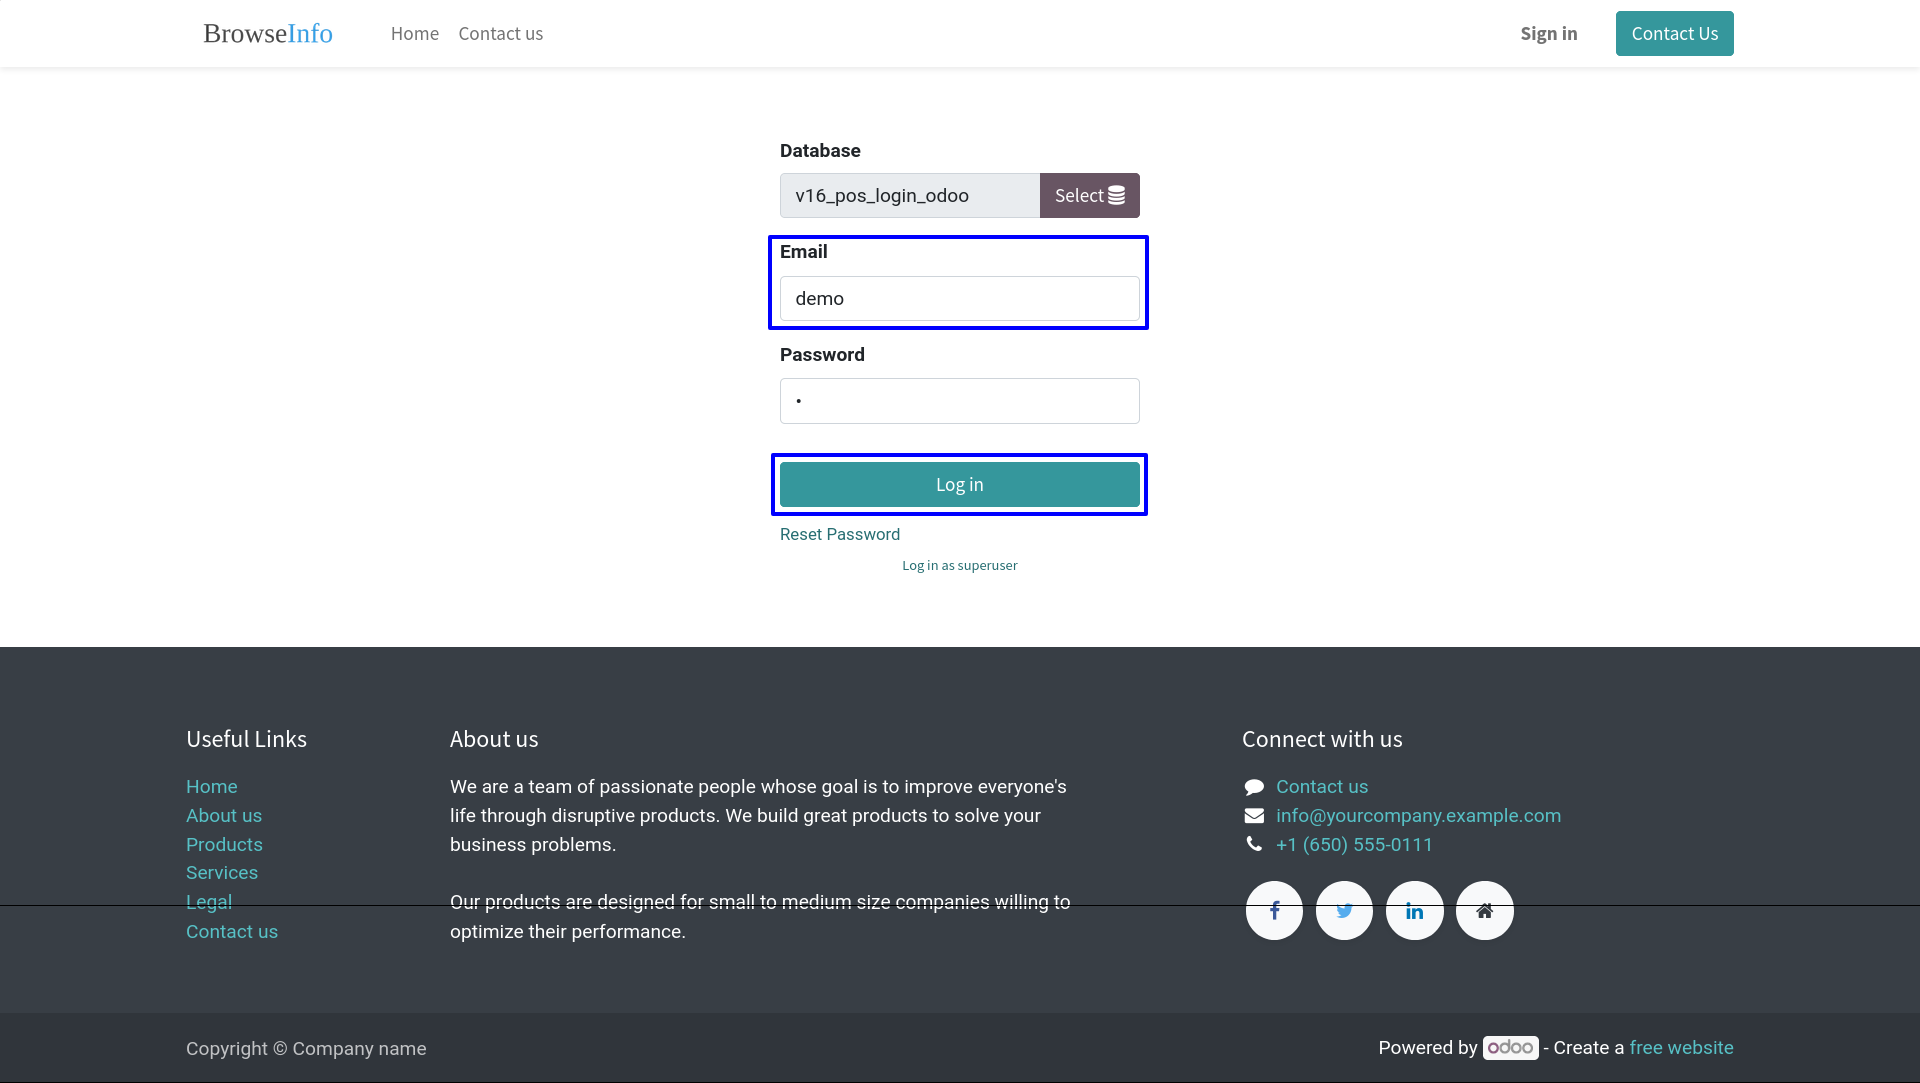 BrowseInfo Home Contact us Sign in Contact Us
Database
v16_pos_login_odoo Select
Email
demo
Password
•
Log in
Reset Password
Log in as superuser
Useful Links
Home
About us
Products
Services
Legal
Contact us
About us
We are a team of passionate people whose goal is to improve everyone's
life through disruptive products. We build great products to solve your
business problems.
Our products are designed for small to medium size companies willing to
optimize their performance.
Connect with us
Contact us
info@yourcompany.example.com
+1 (650) 555-0111
Copyright © Company name
Powered by odoo - Create a free website